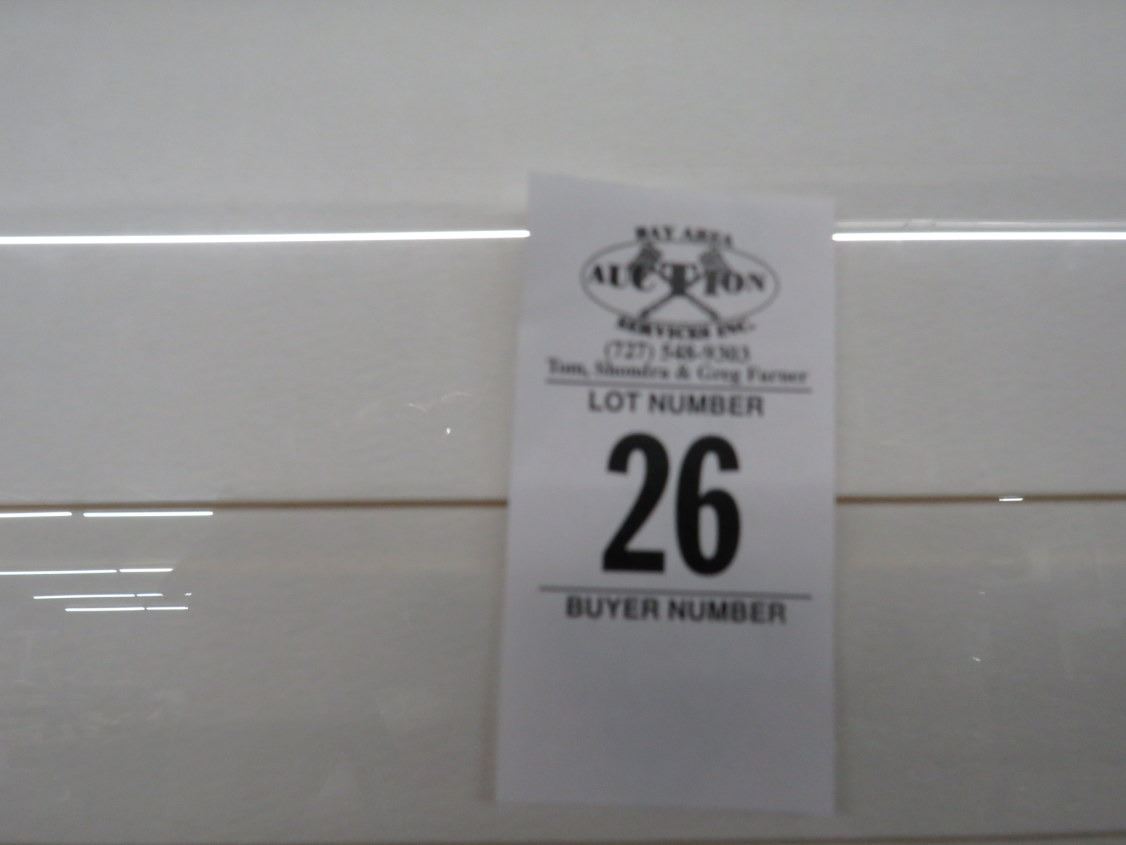 BAY AREA
AUCTION
SERVICES INC.
(727) 548-9303
Tom, Shondra & Greg Farner
LOT NUMBER
26
BUYER NUMBER